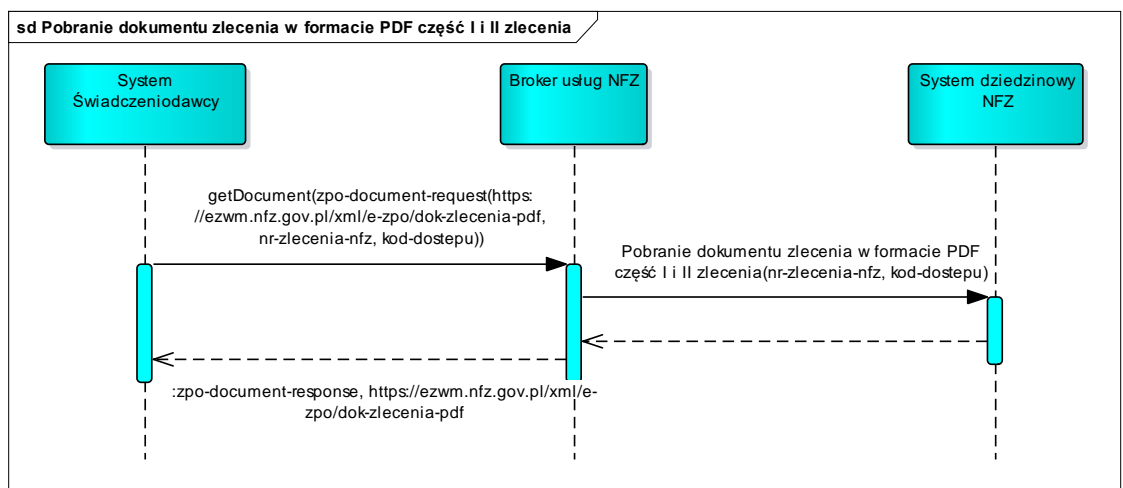 sd Pobranie dokumentu zlecenia w formacie PDF część I i II zlecenia
System
Świadczeniodawcy
Broker usług NFZ
System dziedzinowy
NFZ
getDocument(zpo-document-request(https:
//ezwm.nfz.gov.pl/xml/e-zpo/dok-zlecenia-pdf,
nr-zlecenia-nfz, kod-dostepu))
Pobranie dokumentu zlecenia w formacie PDF
część I i II zlecenia(nr-zlecenia-nfz, kod-dostepu)
:zpo-document-response, https://ezwm.nfz.gov.pl/xml/e-
zpo/dok-zlecenia-pdf